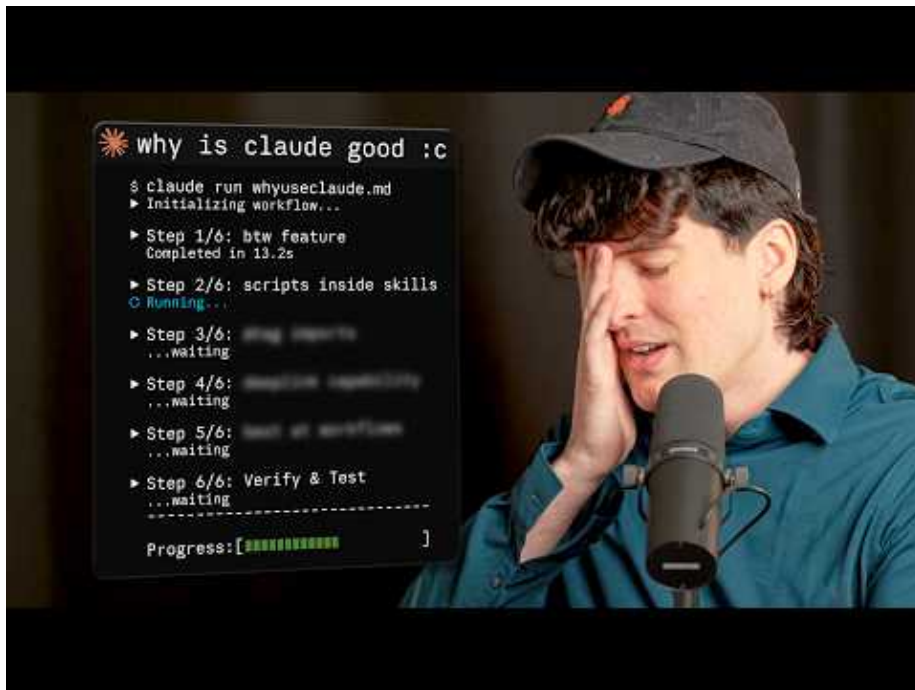 why is claude good :c
$ claude run whyuseclaude.md
▶ Initializing workflow...
▶ Step 1/6: btw feature
Completed in 13.2s
▶ Step 2/6: scripts inside skills
Running...
▶ Step 3/6:
...waiting
▶ Step 4/6:
...waiting
▶ Step 5/6:
...waiting
▶ Step 6/6: Verify & Test
...waiting
Progress:[ ]